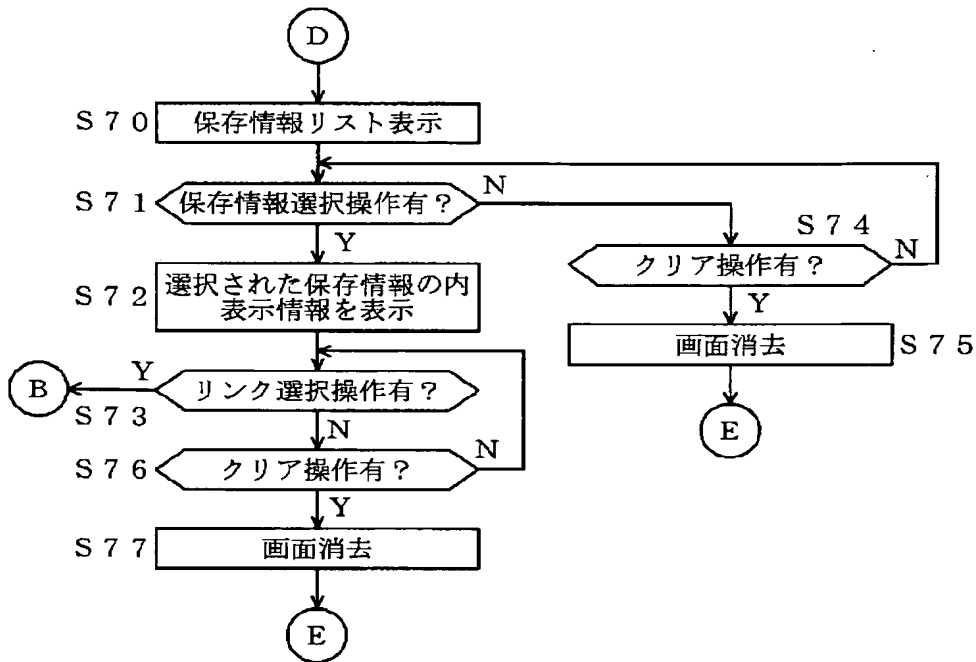 D
S70 保存情報リスト表示
S71 保存情報選択操作有? N
Y
S74
クリア操作有? N
Y
S72 選択された保存情報の内
表示情報を表示
画面消去 S75
E
B Y リンク選択操作有?
S73
N
S76 クリア操作有? N
Y
S77 画面消去
E